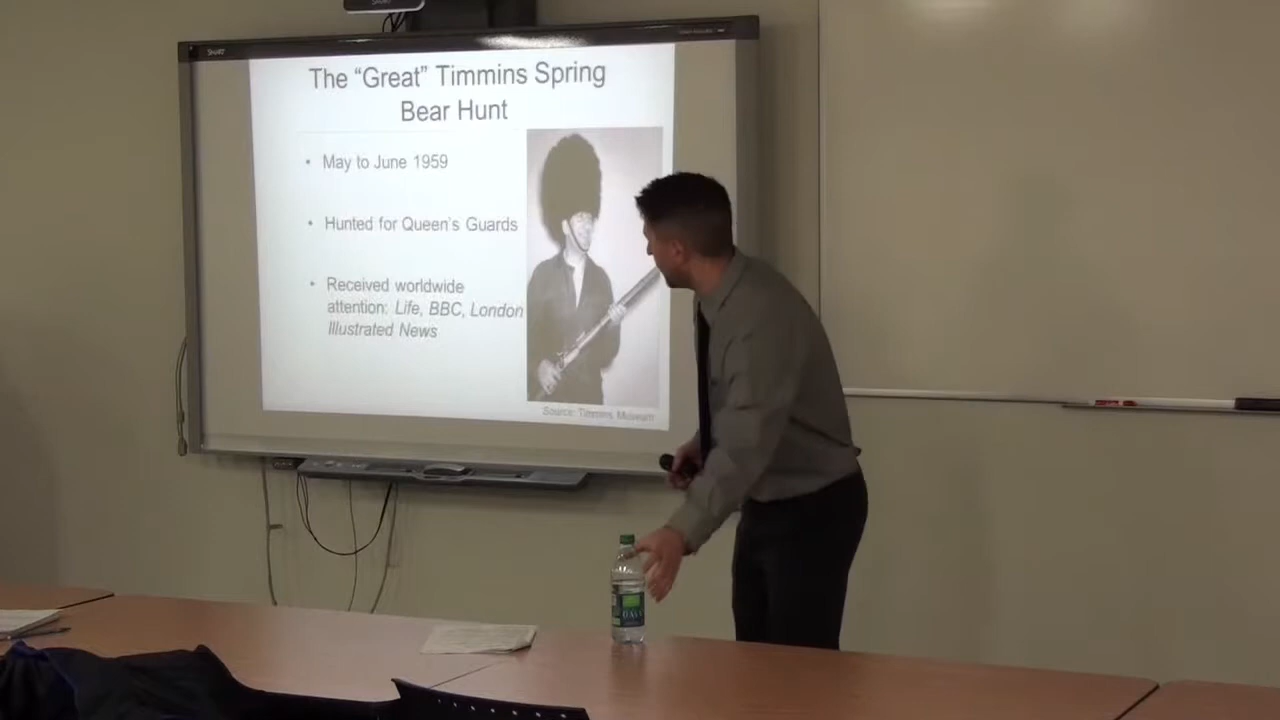 SMART
The “Great” Timmins Spring
Bear Hunt
• May to June 1959
• Hunted for Queen’s Guards
• Received worldwide
attention: Life, BBC, London
Illustrated News
Source: Timmins Museum